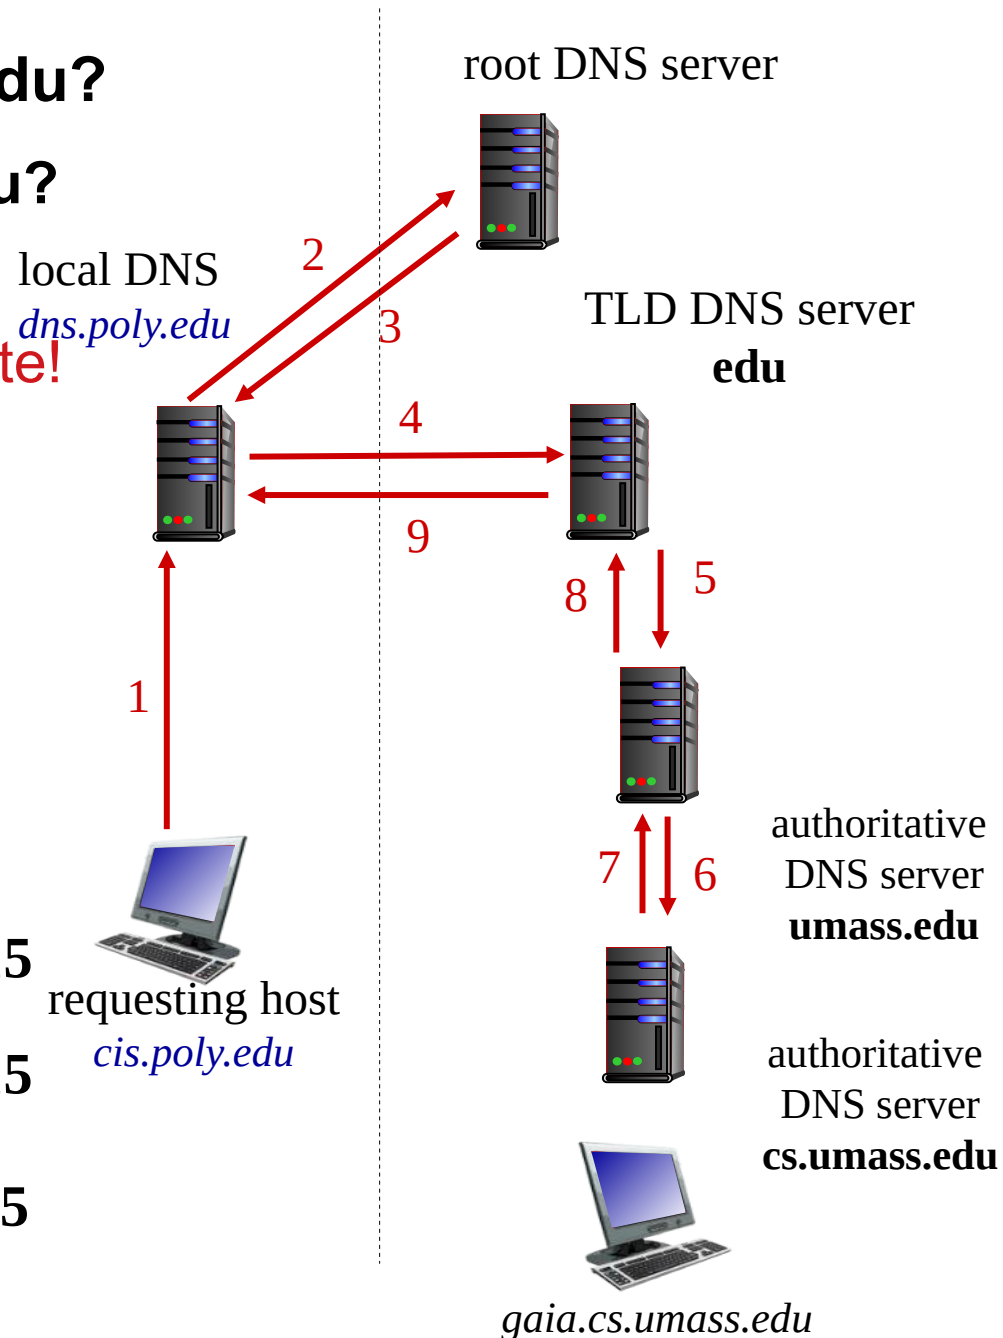 du?
root DNS server
u?
2
local DNS
dns.poly.edu
3
TLD DNS server
te!
edu
4
9
5
8
1
authoritative
7
6
DNS server
umass.edu
5
requesting host
cis.poly.edu
authoritative
5
DNS server
cs.umass.edu
5
gaia.cs.umass.edu